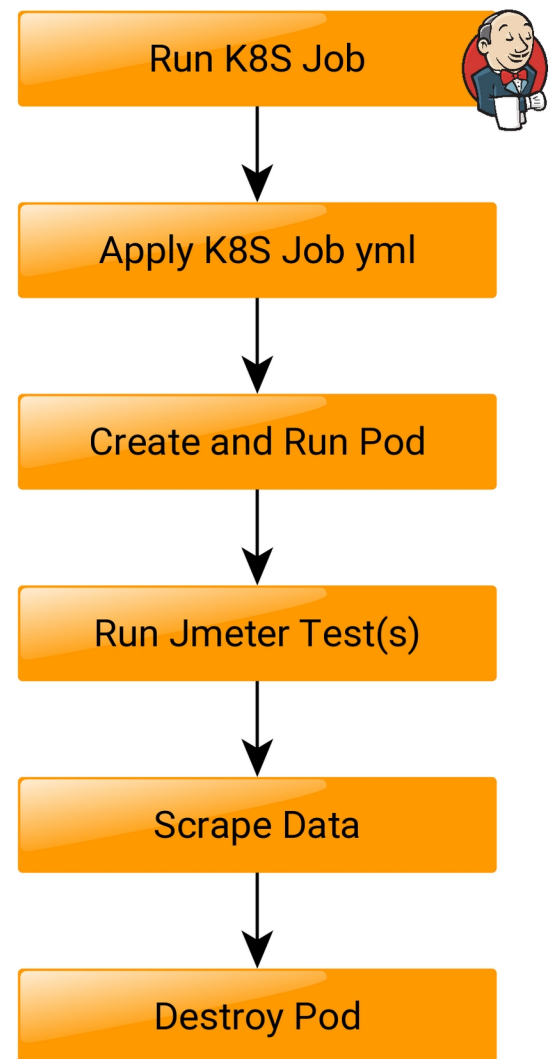 Run K8S Job
Apply K8S Job yml
Create and Run Pod
Run Jmeter Test(s)
Scrape Data
Destroy Pod